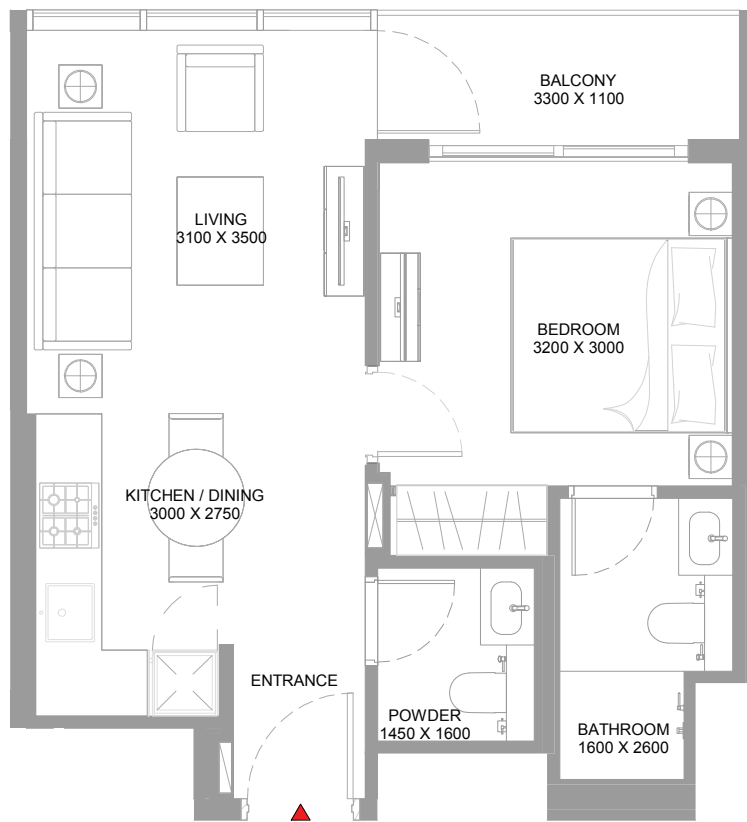 BALCONY
3300 X 1100
LIVING
3100 X 3500
BEDROOM
3200 X 3000
KITCHEN / DINING
3000 X 2750
ENTRANCE
POWDER
1450 X 1600
BATHROOM
1600 X 2600